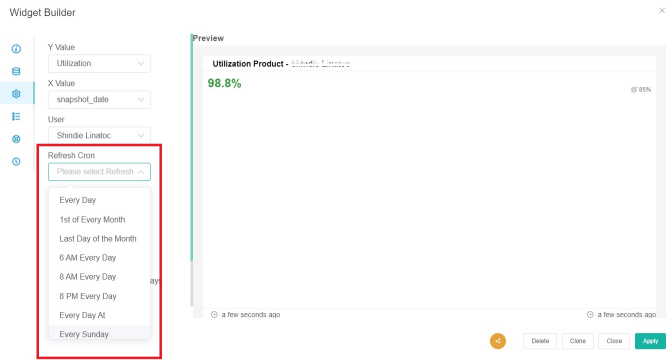 Widget Builder
×
Y Value
Utilization
X Value
snapshot_date
User
Shindie Linatoc
Refresh Cron
Please select Refresh
Every Day
1st of Every Month
Last Day of the Month
6 AM Every Day
8 AM Every Day
8 PM Every Day
Every Day At
Every Sunday
ays
Preview
Utilization Product -
98.8%
85%
a few seconds ago
a few seconds ago
Delete
Clone
Close
Apply